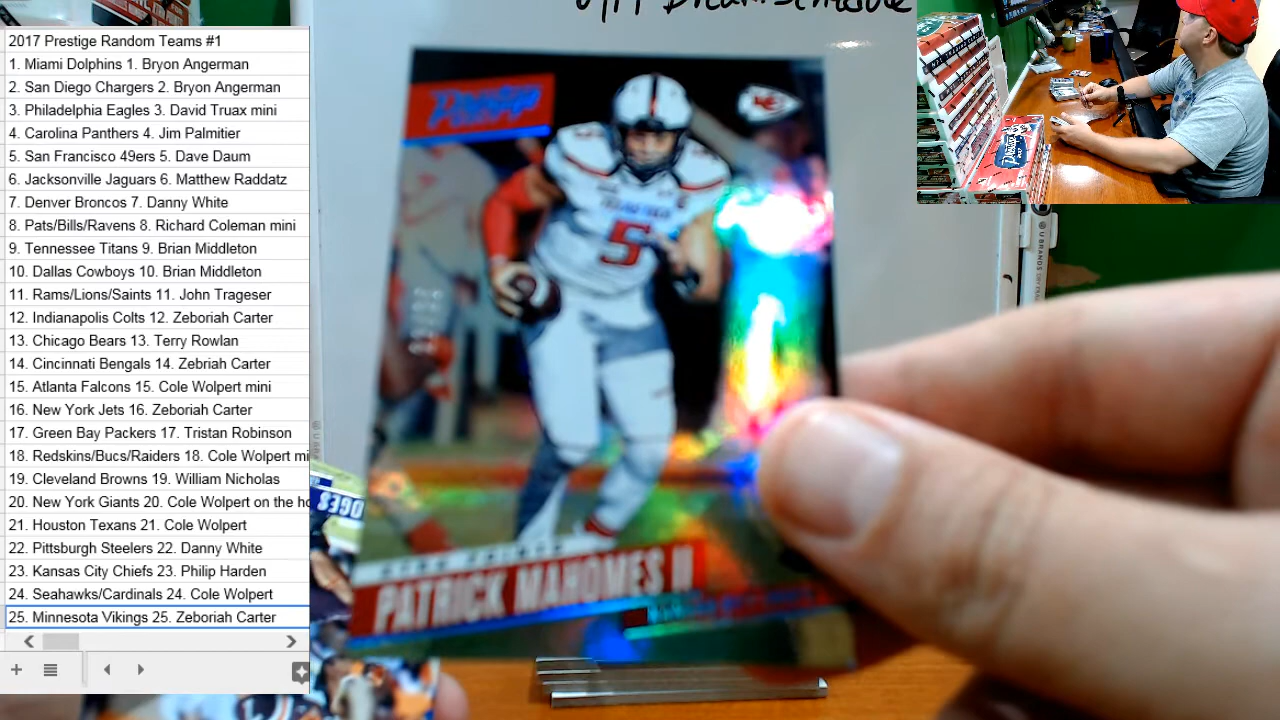 2017 Prestige Random Teams #1
1. Miami Dolphins 1. Bryon Angerman
2. San Diego Chargers 2. Bryon Angerman
3. Philadelphia Eagles 3. David Truax mini
4. Carolina Panthers 4. Jim Palmitier
5. San Francisco 49ers 5. Dave Daum
6. Jacksonville Jaguars 6. Matthew Raddatz
7. Denver Broncos 7. Danny White
8. Pats/Bills/Ravens 8. Richard Coleman mini
9. Tennessee Titans 9. Brian Middleton
10. Dallas Cowboys 10. Brian Middleton
11. Rams/Lions/Saints 11. John Trageser
12. Indianapolis Colts 12. Zeboriah Carter
13. Chicago Bears 13. Terry Rowlan
14. Cincinnati Bengals 14. Zebriah Carter
15. Atlanta Falcons 15. Cole Wolpert mini
16. New York Jets 16. Zeboriah Carter
17. Green Bay Packers 17. Tristan Robinson
18. Redskins/Bucs/Raiders 18. Cole Wolpert mi
19. Cleveland Browns 19. William Nicholas
20. New York Giants 20. Cole Wolpert on the ho
21. Houston Texans 21. Cole Wolpert
22. Pittsburgh Steelers 22. Danny White
23. Kansas City Chiefs 23. Philip Harden
24. Seahawks/Cardinals 24. Cole Wolpert
25. Minnesota Vikings 25. Zeboriah Carter
Prestige
KC
5
XTRA POINTS
PATRICK MAHOMES II
U BRANDS